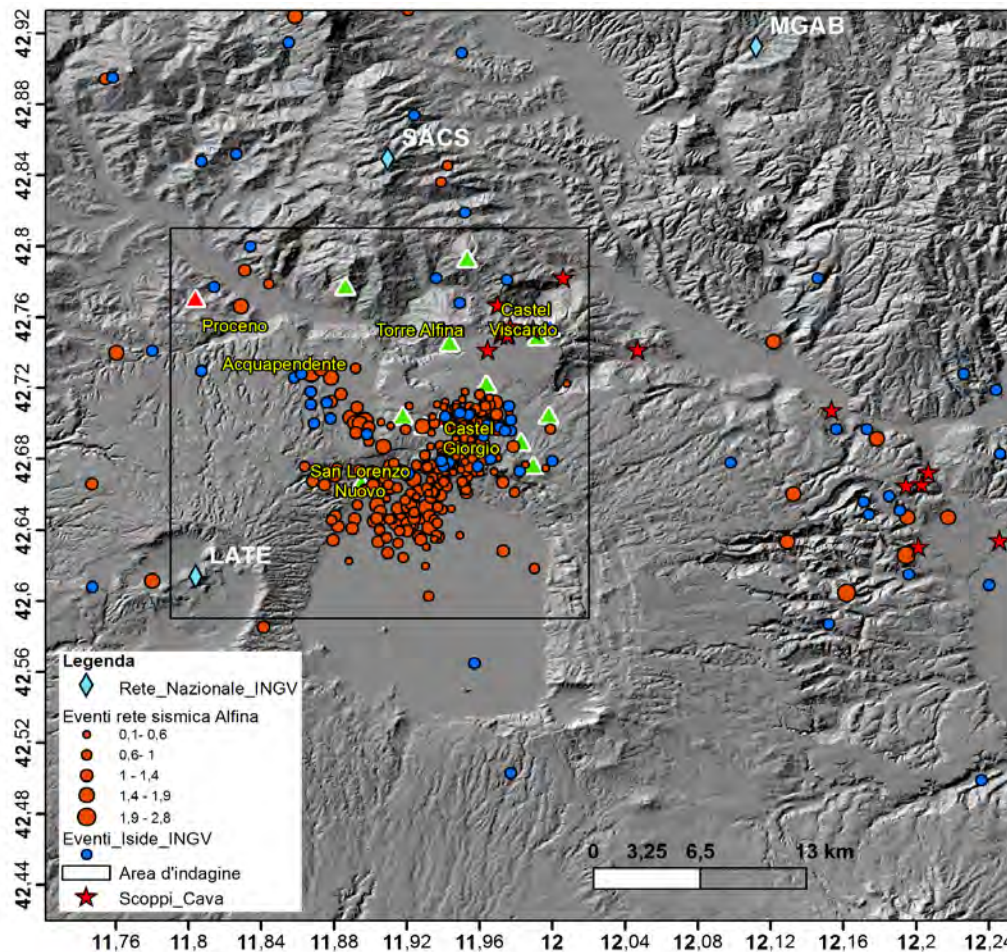 42,92
42,88
42,84
42,8
42,76
42,72
42,68
42,64
42,6
42,56
42,52
42,48
42,44
MGAB
SACS
Proceno
Torre Alfina
Castel
Viscardo
Acquapendente
Castel
Giorgio
San Lorenzo
Nuovo
LATE
Legenda
Rete_Nazionale_INGV
Eventi rete sismica Alfina
0,1- 0,6
0,6- 1
1 - 1,4
1,4 - 1,9
1,9 - 2,8
Eventi_Iside_INGV
Area d'indagine
Scoppi_Cava
0 3,25 6,5 13 km
11,76 11,8 11,84 11,88 11,92 11,96 12 12,04 12,08 12,12 12,16 12,2